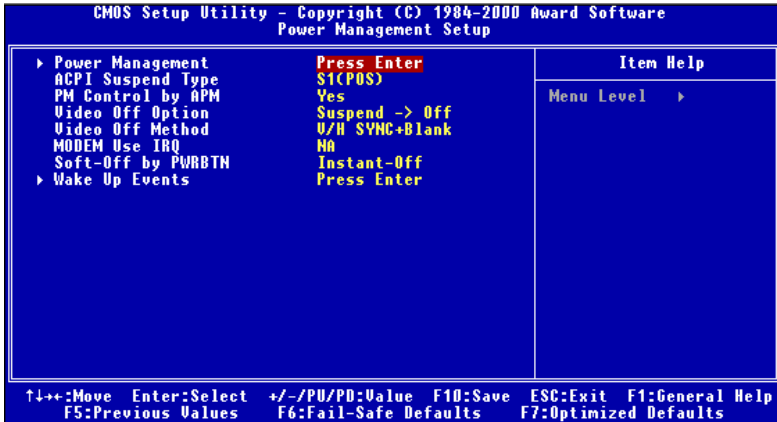 CMOS Setup Utility - Copyright (C) 1984-2000 Award Software
Power Management Setup
▸ Power Management Press Enter
ACPI Suspend Type S1(POS)
PM Control by APM Yes
Video Off Option Suspend -> Off
Video Off Method V/H SYNC+Blank
MODEM Use IRQ NA
Soft-Off by PWRBTN Instant-Off
▸ Wake Up Events Press Enter
Item Help
Menu Level ▸
↑↓→←:Move Enter:Select +/-/PU/PD:Value F10:Save ESC:Exit F1:General Help
F5:Previous Values F6:Fail-Safe Defaults F7:Optimized Defaults